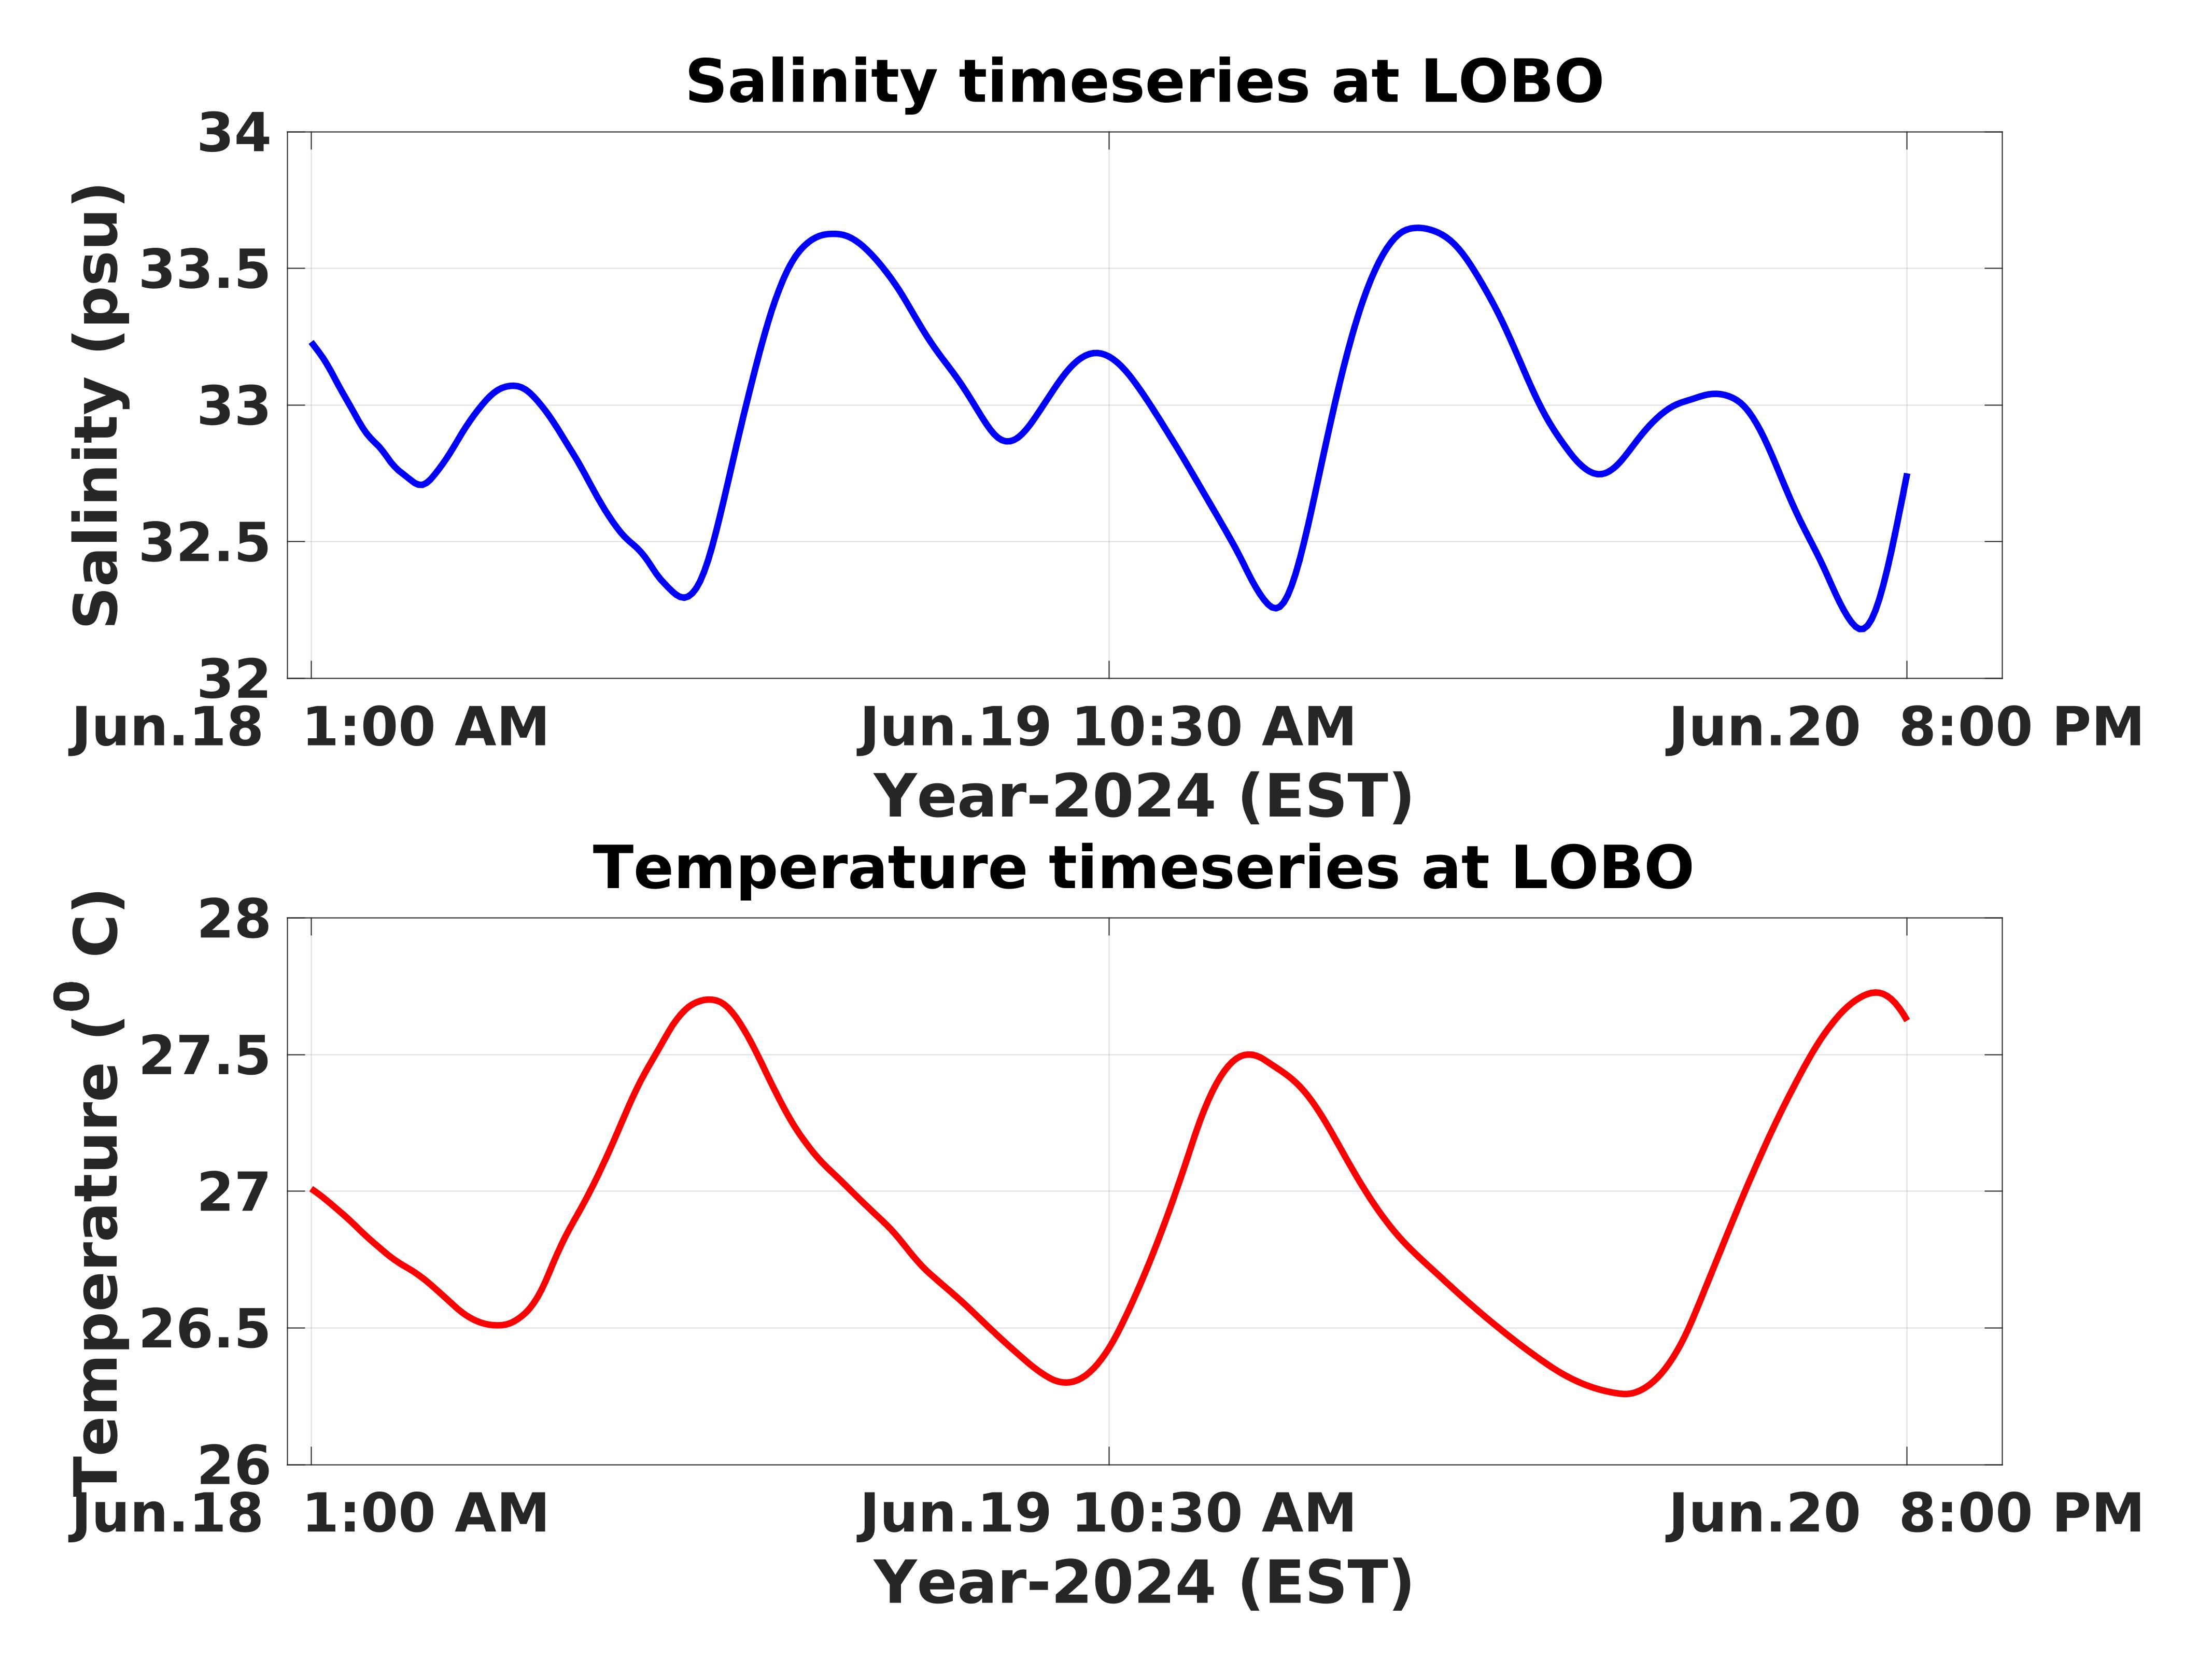 Salinity timeseries at LOBO
Salinity (psu)
34
33.5
33
32.5
32
Jun.18  1:00 AM
Jun.19 10:30 AM
Jun.20  8:00 PM
Year-2024 (EST)
Temperature timeseries at LOBO
Temperature (⁰ C)
28
27.5
27
26.5
26
Jun.18  1:00 AM
Jun.19 10:30 AM
Jun.20  8:00 PM
Year-2024 (EST)